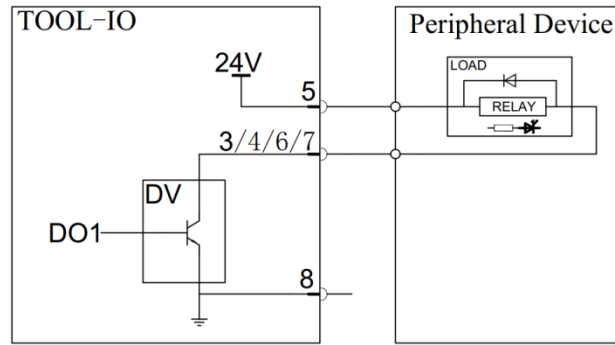 TOOL-IO
Peripheral Device
24V
5
LOAD
RELAY
3/4/6/7
DV
DO1
8